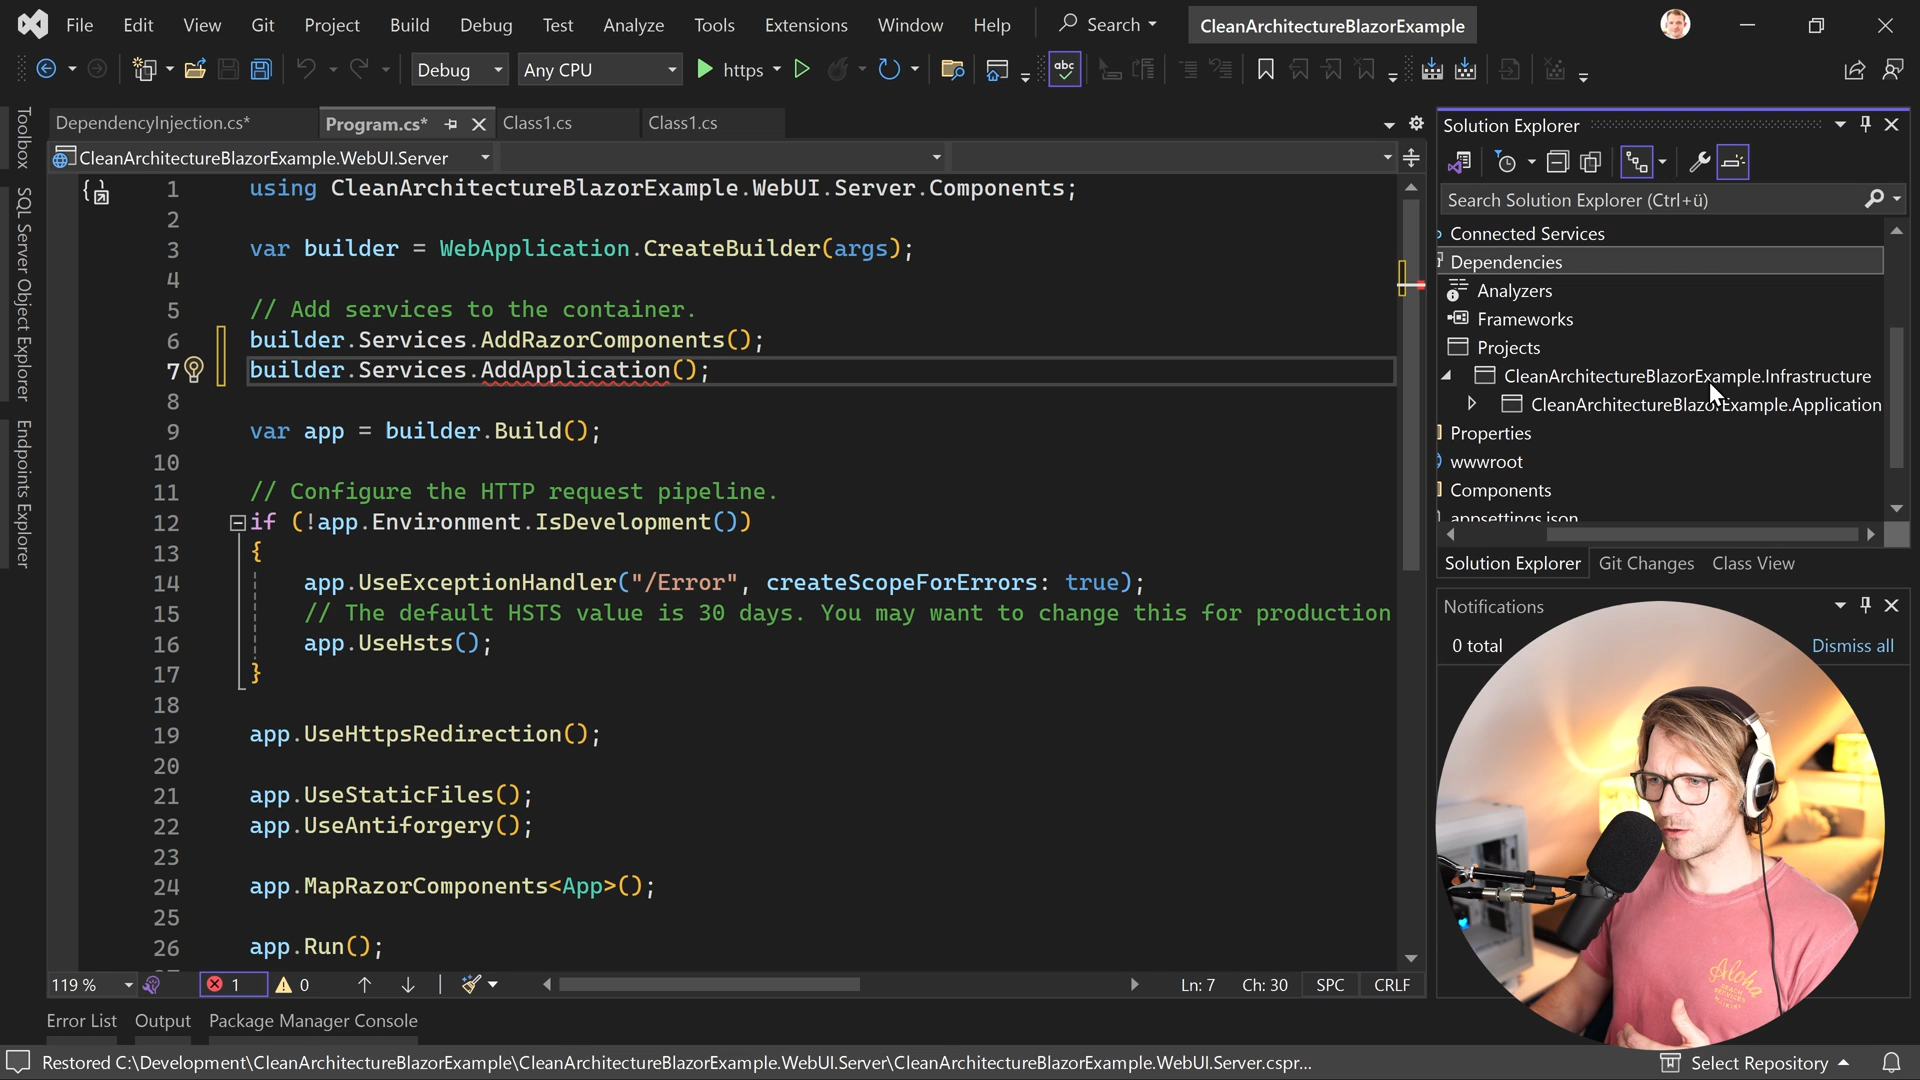 File Edit View Git Project Build Debug Test Analyze Tools Extensions Window Help Search CleanArchitectureBlazorExample
Debug Any CPU https abc
Toolbox
SQL Server Object Explorer
Endpoints Explorer
DependencyInjection.cs* Program.cs* Class1.cs Class1.cs
CleanArchitectureBlazorExample.WebUI.Server
1 using CleanArchitectureBlazorExample.WebUI.Server.Components;
2
3 var builder = WebApplication.CreateBuilder(args);
4
5 // Add services to the container.
6 builder.Services.AddRazorComponents();
7 builder.Services.AddApplication();
8
9 var app = builder.Build();
10
11 // Configure the HTTP request pipeline.
12 if (!app.Environment.IsDevelopment())
13 {
14 app.UseExceptionHandler("/Error", createScopeForErrors: true);
15 // The default HSTS value is 30 days. You may want to change this for production
16 app.UseHsts();
17 }
18
19 app.UseHttpsRedirection();
20
21 app.UseStaticFiles();
22 app.UseAntiforgery();
23
24 app.MapRazorComponents<App>();
25
26 app.Run();
119 % 1 0 Ln: 7 Ch: 30 SPC CRLF
Error List Output Package Manager Console
Restored C:\Development\CleanArchitectureBlazorExample\CleanArchitectureBlazorExample.WebUI.Server\CleanArchitectureBlazorExample.WebUI.Server.cspr...
Select Repository
Solution Explorer
Search Solution Explorer (Ctrl+ü)
Connected Services
Dependencies
Analyzers
Frameworks
Projects
CleanArchitectureBlazorExample.Infrastructure
CleanArchitectureBlazorExample.Application
Properties
wwwroot
Components
appsettings.json
Solution Explorer Git Changes Class View
Notifications
0 total Dismiss all
Aloha